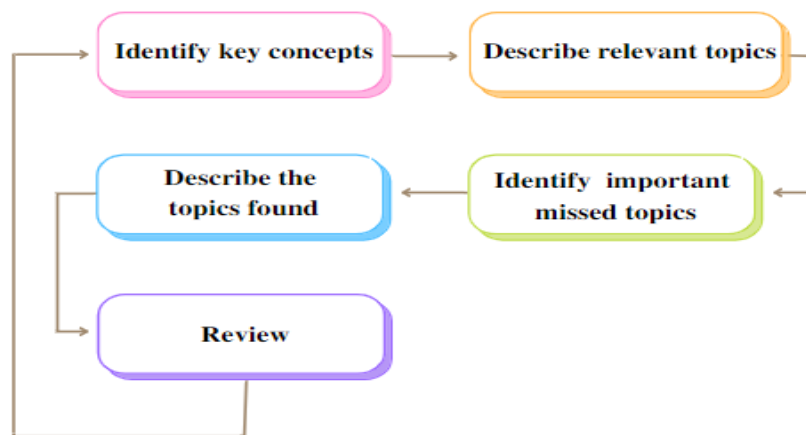 Identify key concepts
Describe relevant topics
Identify important
missed topics
Describe the
topics found
Review